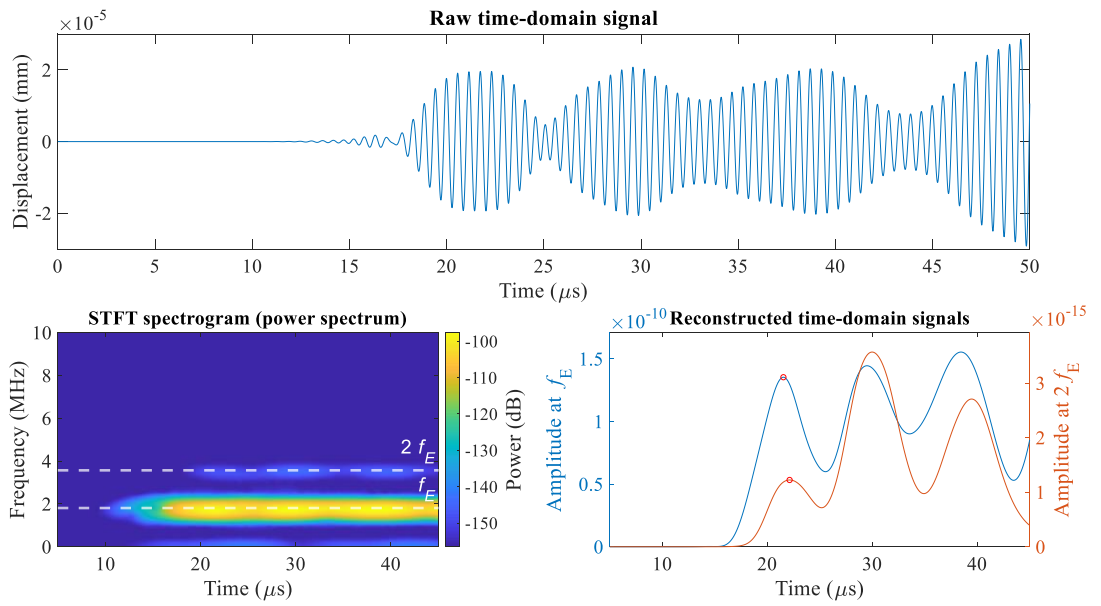 Raw time-domain signal
×10-5
Displacement (mm)
2
0
-2
0 5 10 15 20 25 30 35 40 45 50
Time (μs)
STFT spectrogram (power spectrum)
Frequency (MHz)
10
8
6
4
2
0
2 fE
fE
10 20 30 40
Time (μs)
-100
-110
-120
-130
-140
-150
Power (dB)
Reconstructed time-domain signals
×10-10
×10-15
Amplitude at fE
1.5
1
0.5
0
3
2
1
0
Amplitude at 2 fE
10 20 30 40
Time (μs)